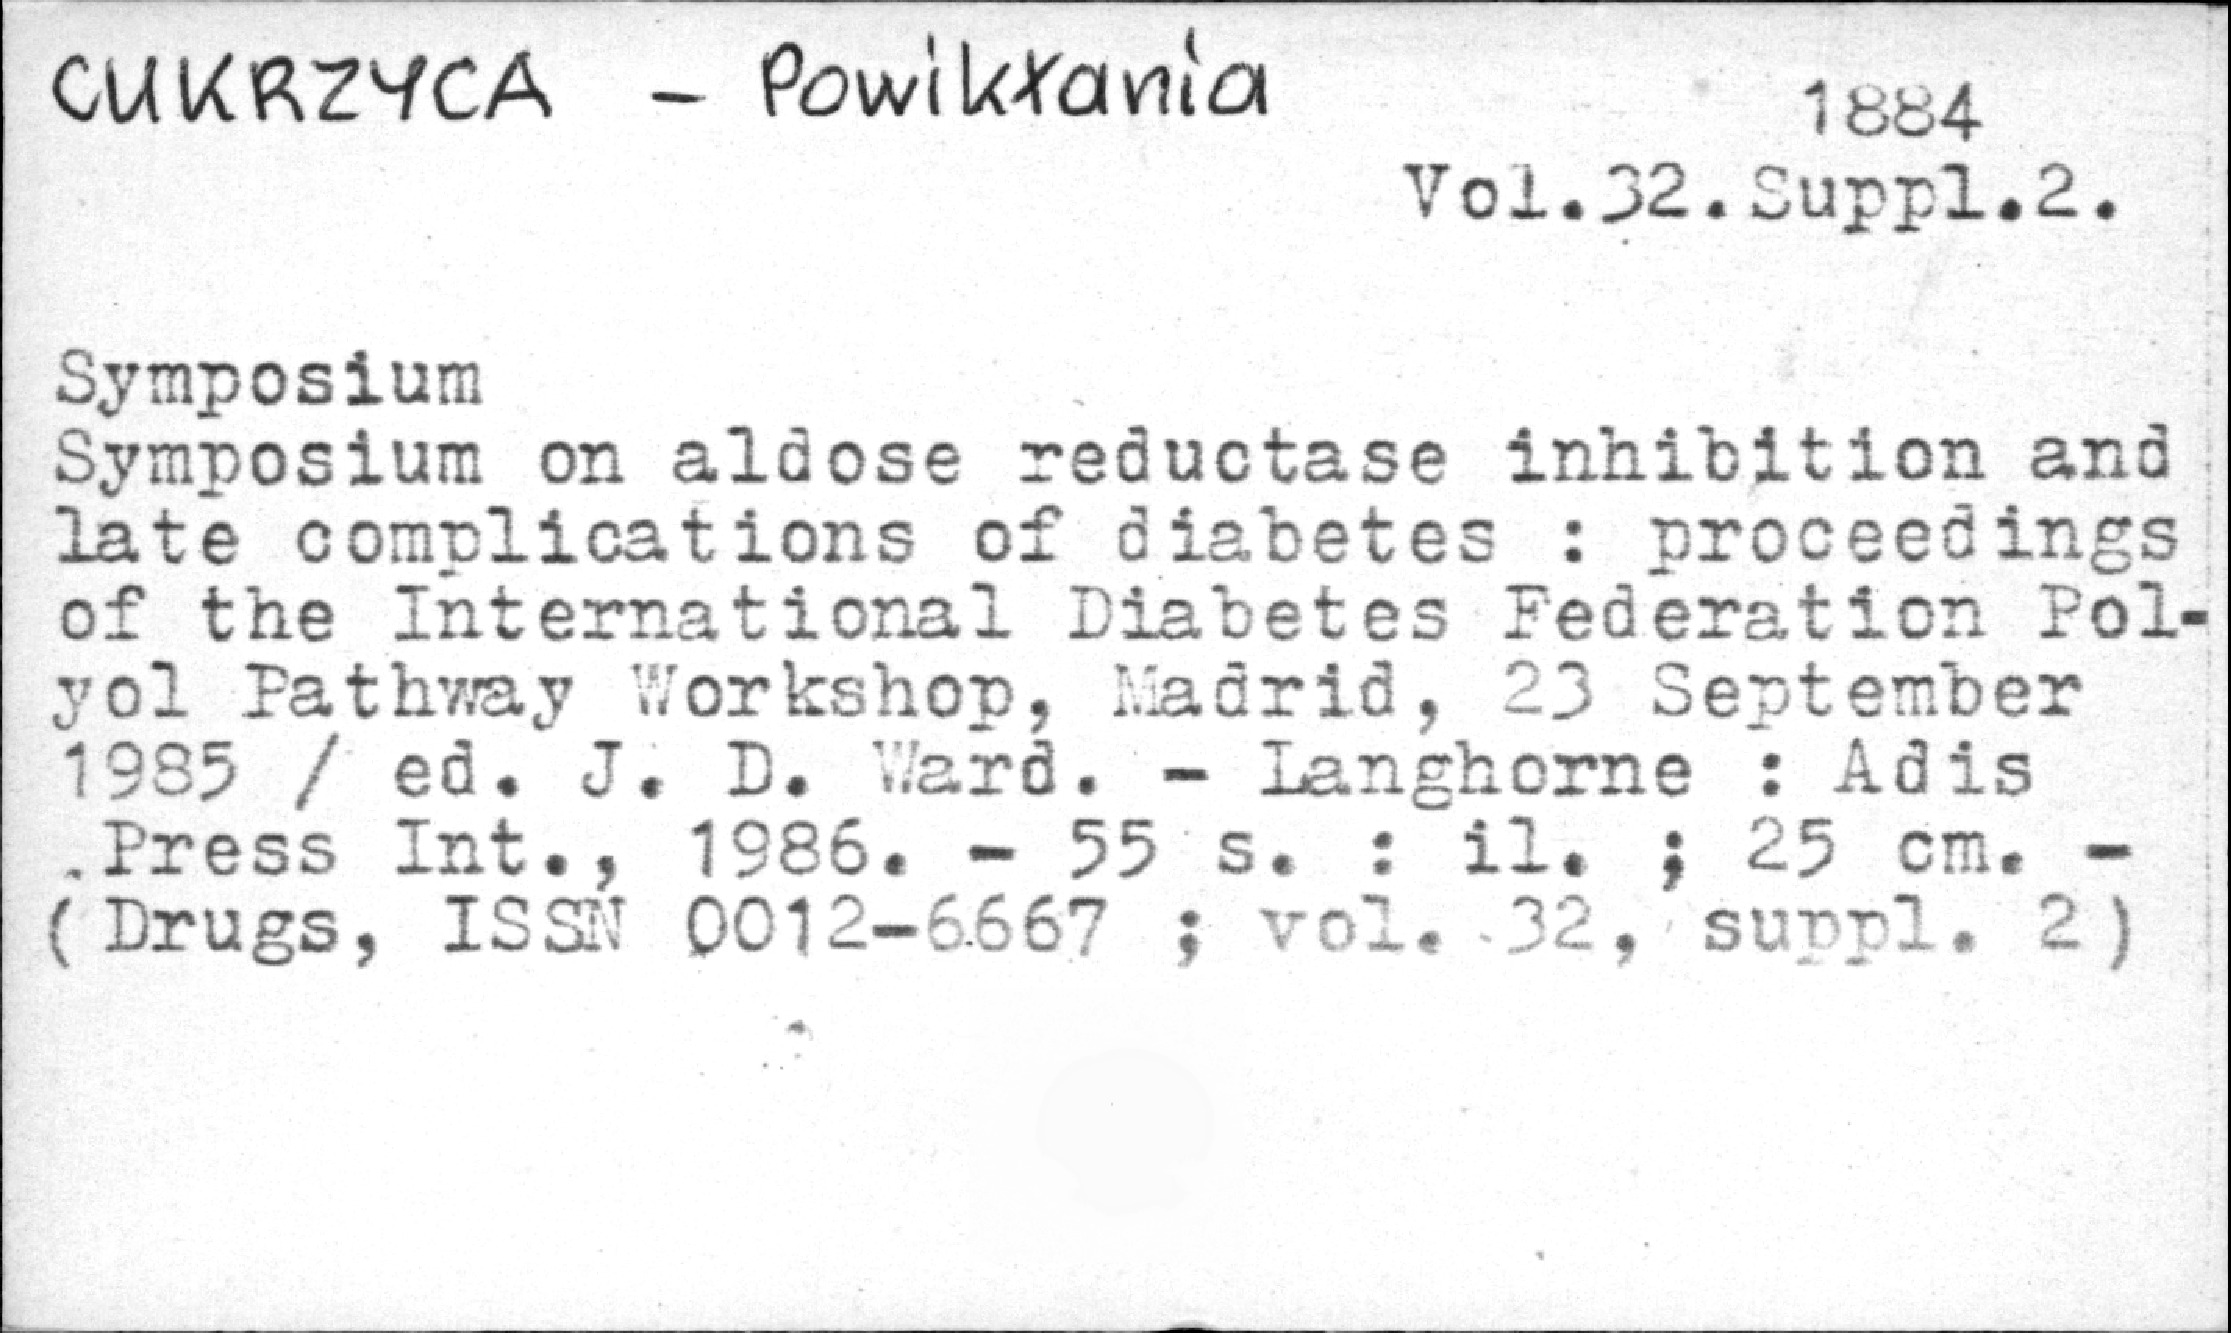 CUKRZYCA - Powikłania
1884
Vol.32.Suppl.2.
Symposium
Symposium on aldose reductase inhibition and
late complications of diabetes : proceedings
of the International Diabetes Federation Pol-
yol Pathway Workshop, Madrid, 23 September
1985 / ed. J. D. Ward. - Langhorne : Adis
Press Int., 1986. - 55 s. : il. ; 25 cm. -
(Drugs, ISSN 0012-6667 ; vol. 32, suppl. 2)